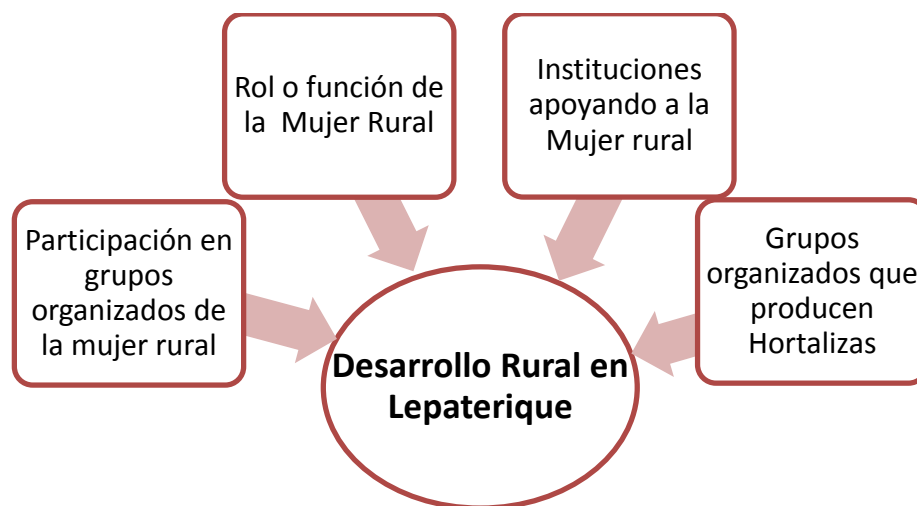 Rol o función de
la Mujer Rural
Instituciones
apoyando a la
Mujer rural
Participación en
grupos
organizados de
la mujer rural
Grupos
organizados que
producen
Hortalizas
Desarrollo Rural en
Lepaterique